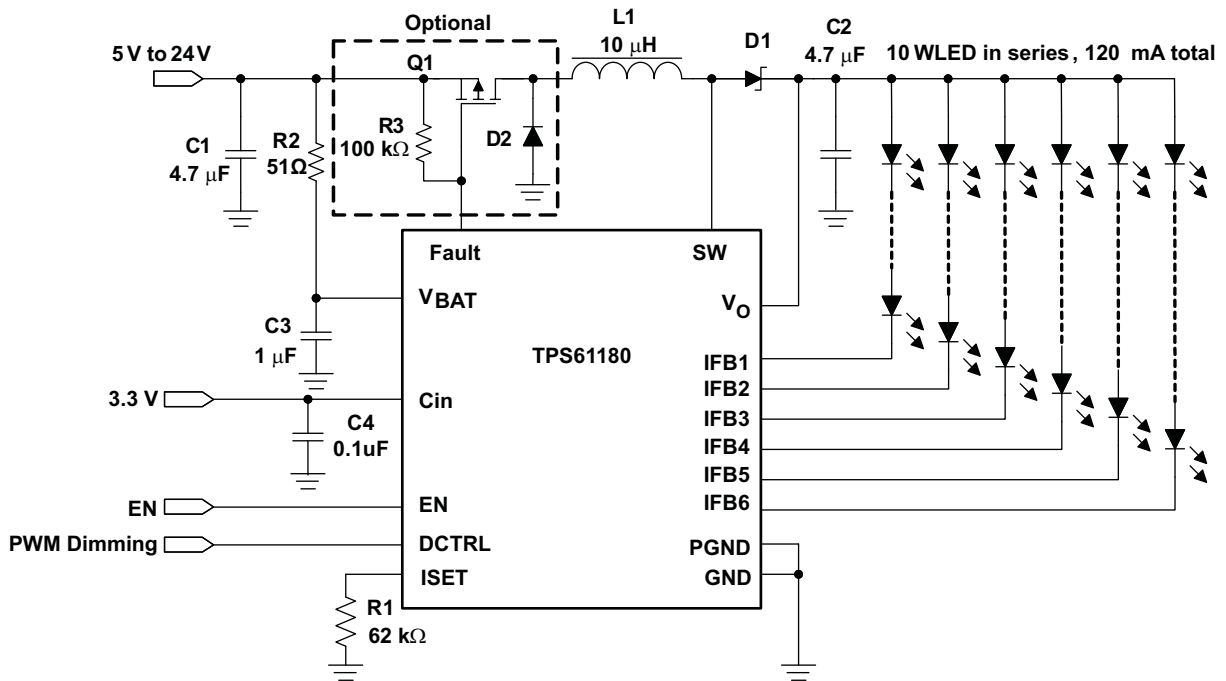 Optional
L1
10 μH
D1
C2
4.7 μF
10 WLED in series, 120 mA total
5 V to 24 V
Q1
C1
4.7 μF
R2
51Ω
R3
100 kΩ
D2
Fault
SW
VBAT
VO
C3
1 μF
TPS61180
IFB1
IFB2
IFB3
IFB4
IFB5
IFB6
3.3 V
Cin
C4
0.1uF
EN
EN
PWM Dimming
DCTRL
PGND
ISET
GND
R1
62 kΩ